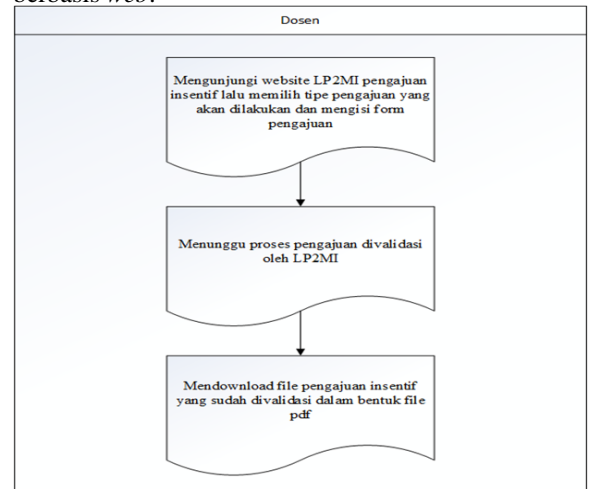 berbasis web.
Dosen
Mengunjungi website LP2MI pengajuan
insentif lalu memilih tipe pengajuan yang
akan dilakukan dan mengisi form
pengajuan
Menunggu proses pengajuan divalidasi
oleh LP2MI
Mendownload file pengajuan insentif
yang sudah divalidasi dalam bentuk file
pdf